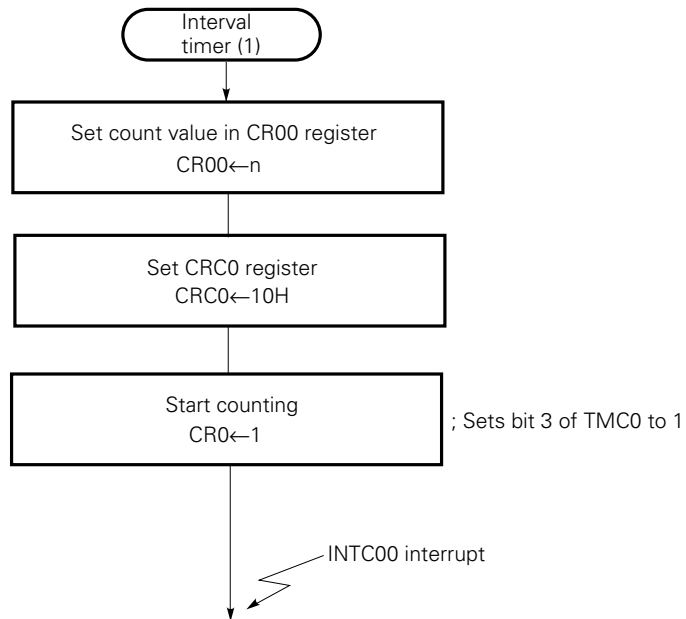 Interval
timer (1)
Set count value in CR00 register
CR00←n
Set CRC0 register
CRC0←10H
Start counting
CR0←1
; Sets bit 3 of TMC0 to 1
INTC00 interrupt